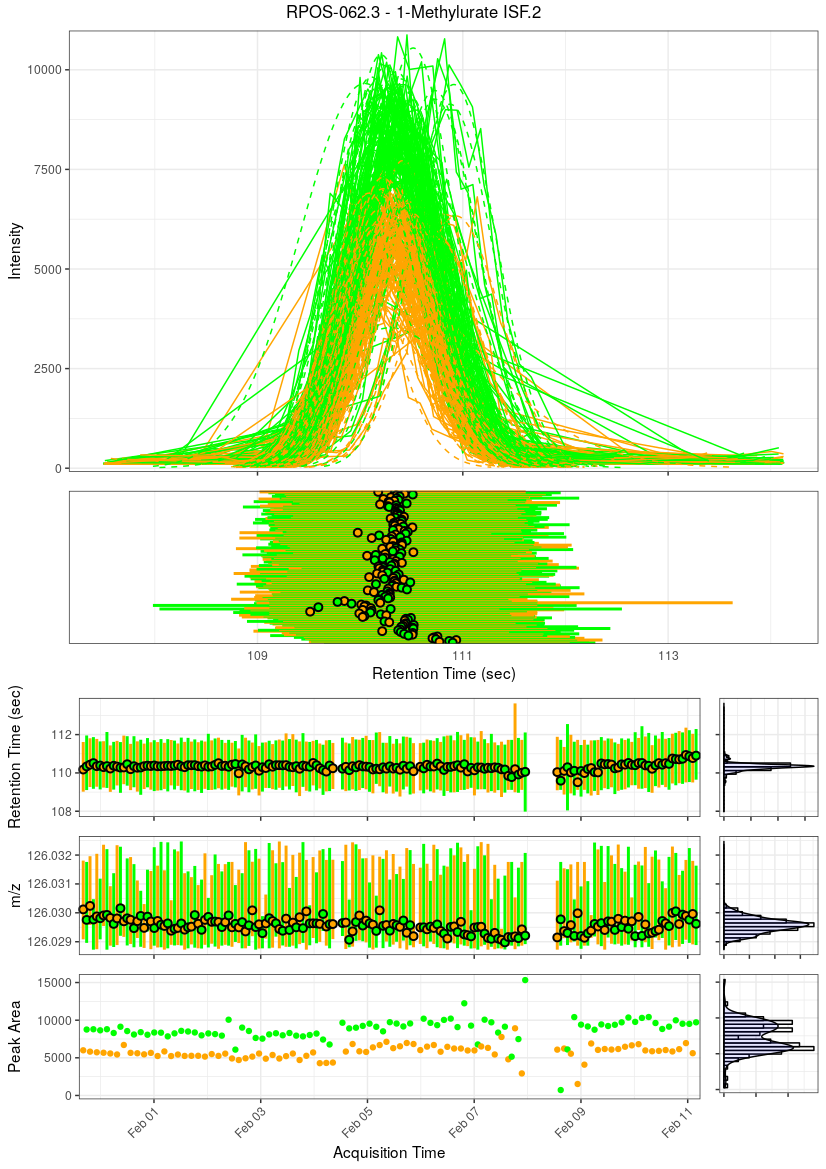 RPOS-062.3 - 1-Methylurate ISF.2
10000
7500
5000
2500
0
Intensity
109
111
113
Retention Time (sec)
112
110
108
Retention Time (sec)
126.032
126.031
126.030
126.029
m/z
15000
10000
5000
0
Peak Area
Feb 01
Feb 03
Feb 05
Feb 07
Feb 09
Feb 11
Acquisition Time